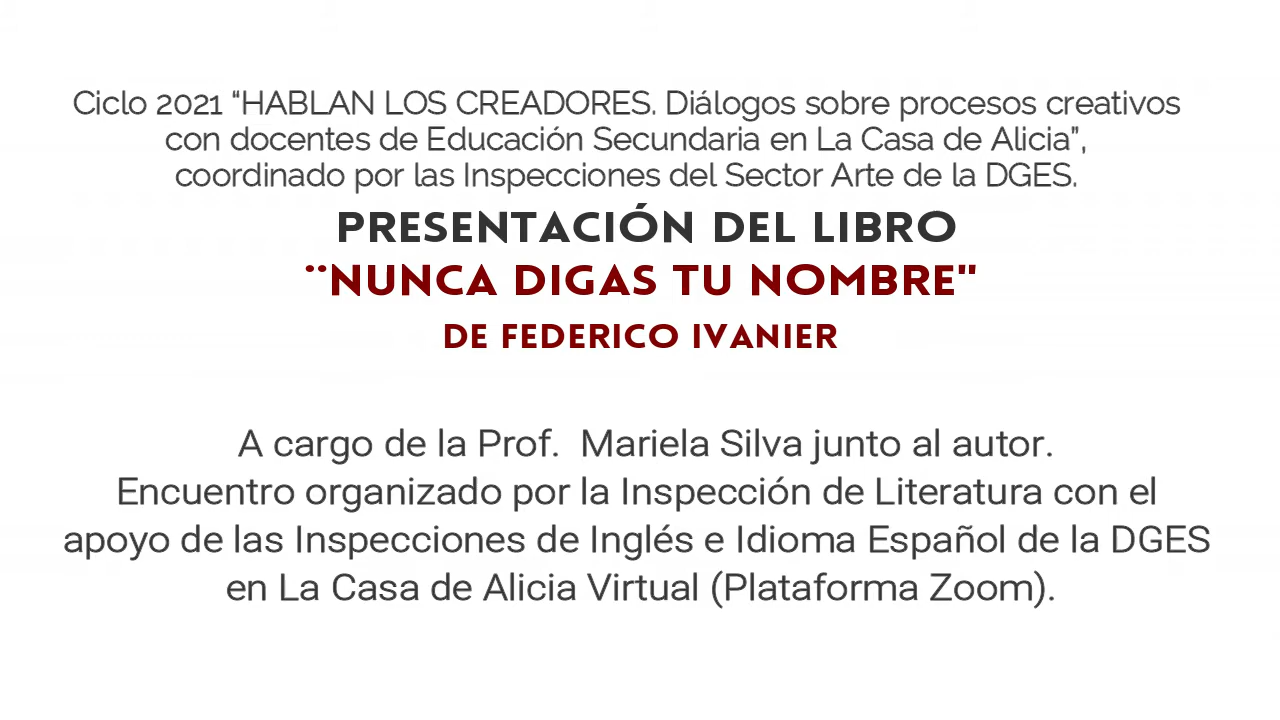 Ciclo 2021 “HABLAN LOS CREADORES. Diálogos sobre procesos creativos
con docentes de Educación Secundaria en La Casa de Alicia”,
coordinado por las Inspecciones del Sector Arte de la DGES.
PRESENTACIÓN DEL LIBRO
¨NUNCA DIGAS TU NOMBRE"
DE FEDERICO IVANIER
A cargo de la Prof.  Mariela Silva junto al autor.
Encuentro organizado por la Inspección de Literatura con el
apoyo de las Inspecciones de Inglés e Idioma Español de la DGES
en La Casa de Alicia Virtual (Plataforma Zoom).